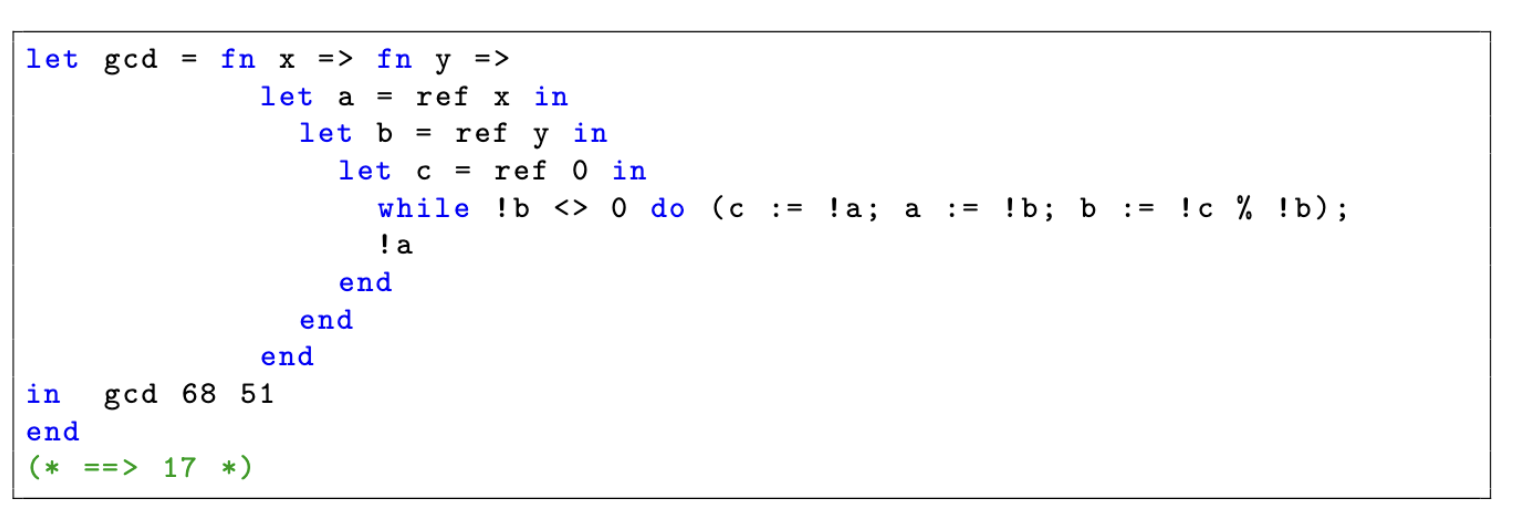 let gcd = fn x => fn y =>
            let a = ref x in
              let b = ref y in
                let c = ref 0 in
                  while !b <> 0 do (c := !a; a := !b; b := !c % !b);
                  !a
                end
              end
            end
in  gcd 68 51
end
(* ==> 17 *)